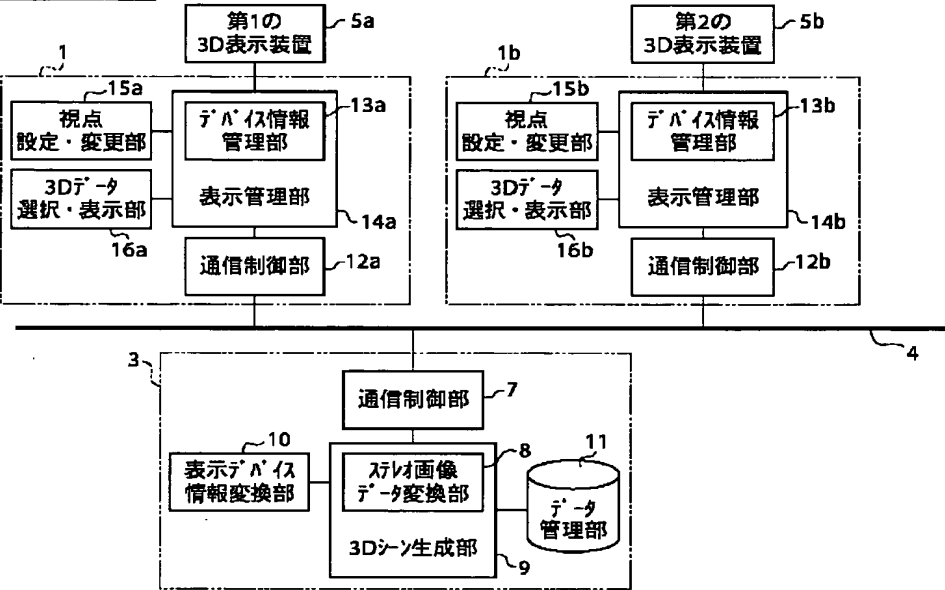 第1の
3D表示装置
5a
第2の
3D表示装置
5b
1
1b
15a
視点
設定・変更部
13a
デバイス情報
管理部
3Dデータ
選択・表示部
16a
表示管理部
14a
通信制御部
12a
15b
視点
設定・変更部
13b
デバイス情報
管理部
3Dデータ
選択・表示部
16b
表示管理部
14b
通信制御部
12b
4
3
通信制御部
7
10
表示デバイス
情報変換部
8
ステレオ画像
データ変換部
3Dシーン生成部
9
11
データ
管理部